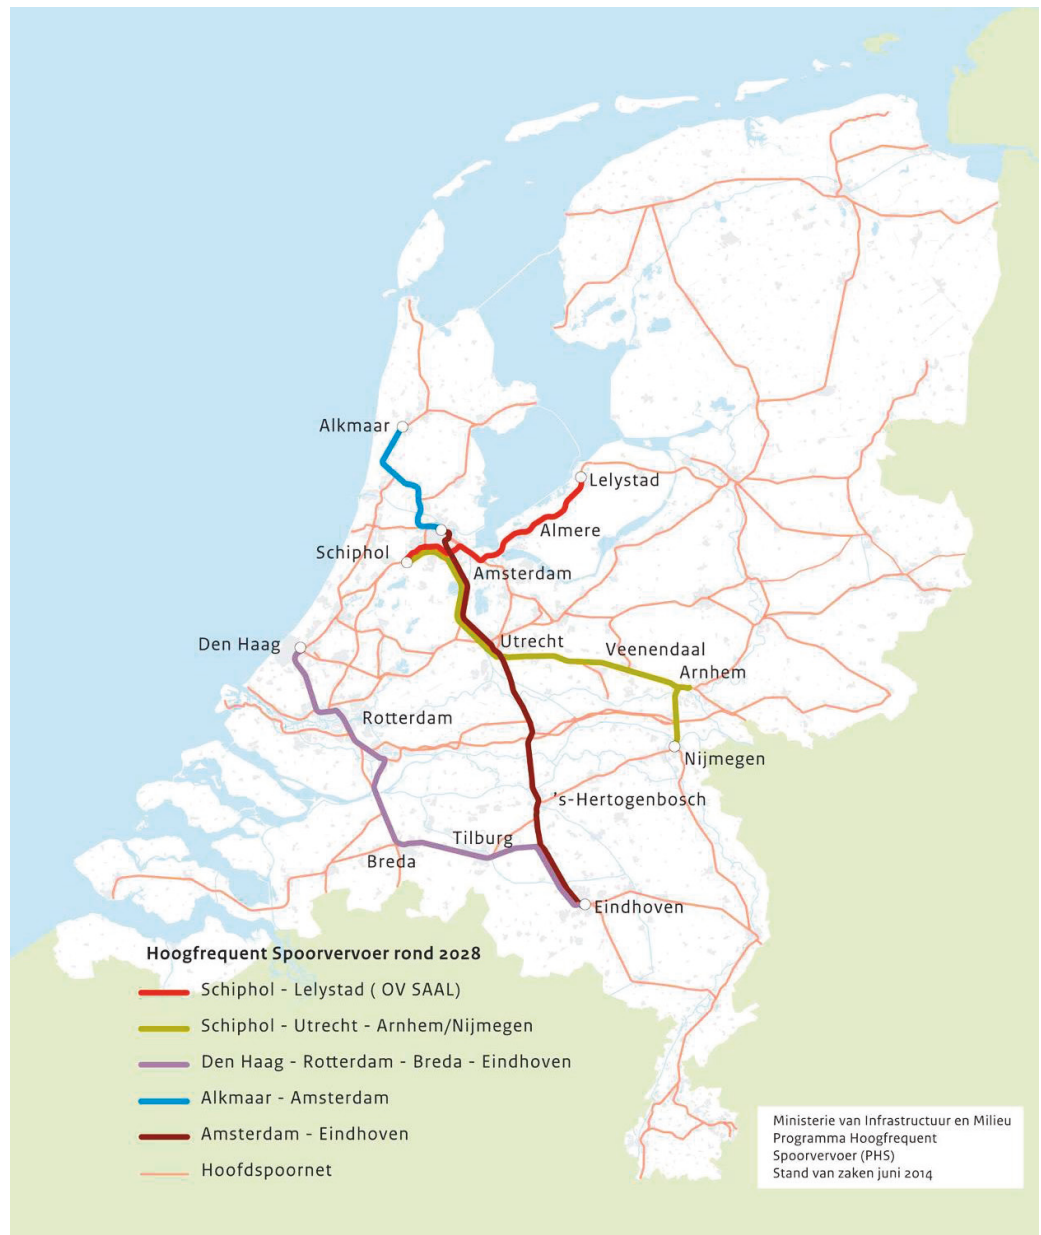 Alkmaar
Lelystad
Almere
Schiphol
Amsterdam
Den Haag
Utrecht
Veenendaal
Arnhem
Rotterdam
Nijmegen
's-Hertogenbosch
Tilburg
Breda
Eindhoven
Hoogfrequent Spoorvervoer rond 2028
Schiphol - Lelystad ( OV SAAL)
Schiphol - Utrecht - Arnhem/Nijmegen
Den Haag - Rotterdam - Breda - Eindhoven
Alkmaar - Amsterdam
Amsterdam - Eindhoven
Hoofdspoornet
Ministerie van Infrastructuur en Milieu
Programma Hoogfrequent
Spoorvervoer (PHS)
Stand van zaken juni 2014